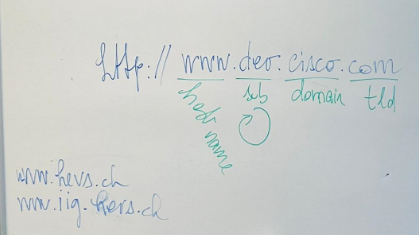 http:// www.dev.cisco.com
host name sub domain tld
www.hevs.ch
www.iig.hevs.ch